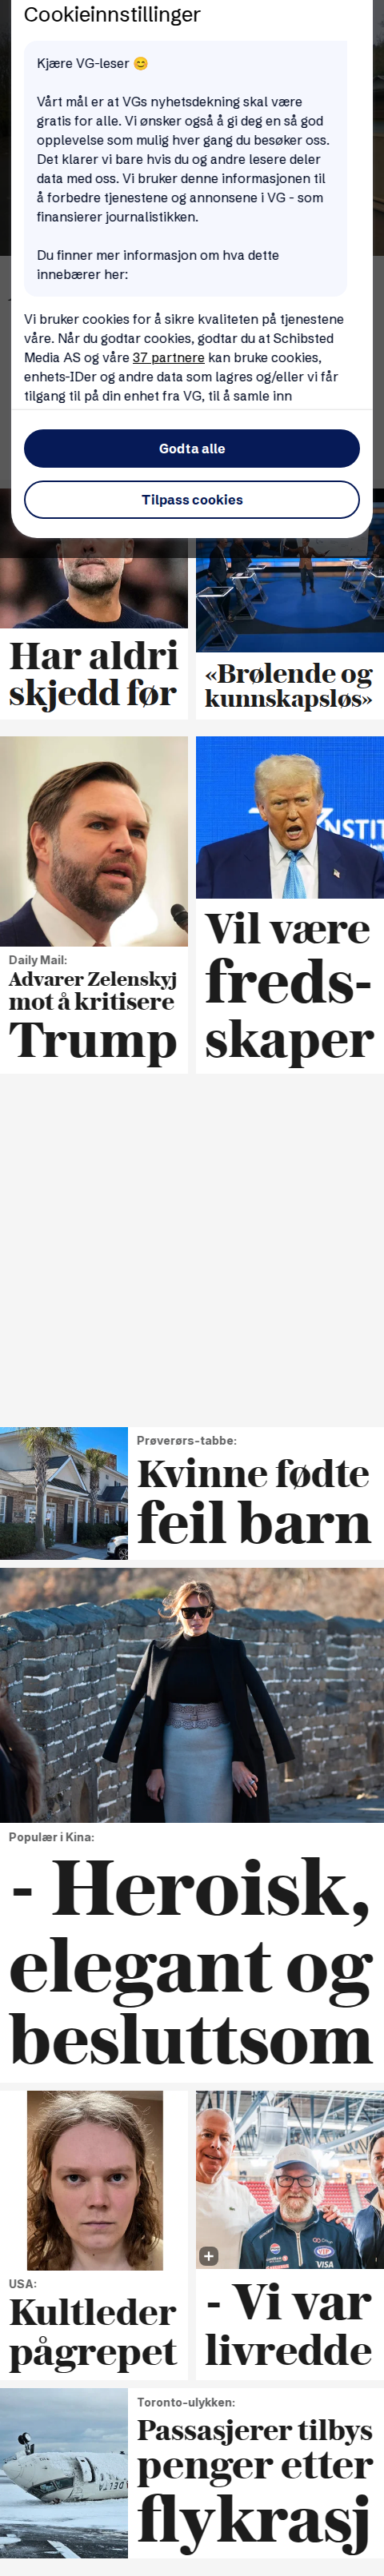 Cookieinnstillinger
Kjære VG-leser 😊
Vårt mål er at VGs nyhetsdekning skal være
gratis for alle. Vi ønsker også å gi deg en så god
opplevelse som mulig hver gang du besøker oss.
Det klarer vi bare hvis du og andre lesere deler
data med oss. Vi bruker denne informasjonen til
å forbedre tjenestene og annonsene i VG - som
finansierer journalistikken.
Du finner mer informasjon om hva dette
innebærer her:
Vi bruker cookies for å sikre kvaliteten på tjenestene
våre. Når du godtar cookies, godtar du at Schibsted
Media AS og våre 37 partnere kan bruke cookies,
enhets-IDer og andre data som lagres og/eller vi får
tilgang til på din enhet fra VG, til å samle inn
Godta alle
Tilpass cookies
Har aldri
skjedd før
«Brølende og
kunnskapsløs»
Daily Mail:
Advarer Zelenskyj
mot å kritisere
Trump
Vil være
freds-
skaper
Prøverørs-tabbe:
Kvinne fødte
feil barn
Populær i Kina:
- Heroisk,
elegant og
besluttsom
USA:
Kultleder
pågrepet
- Vi var
livredde
Toronto-ulykken:
Passasjerer tilbys
penger etter
flykrasj